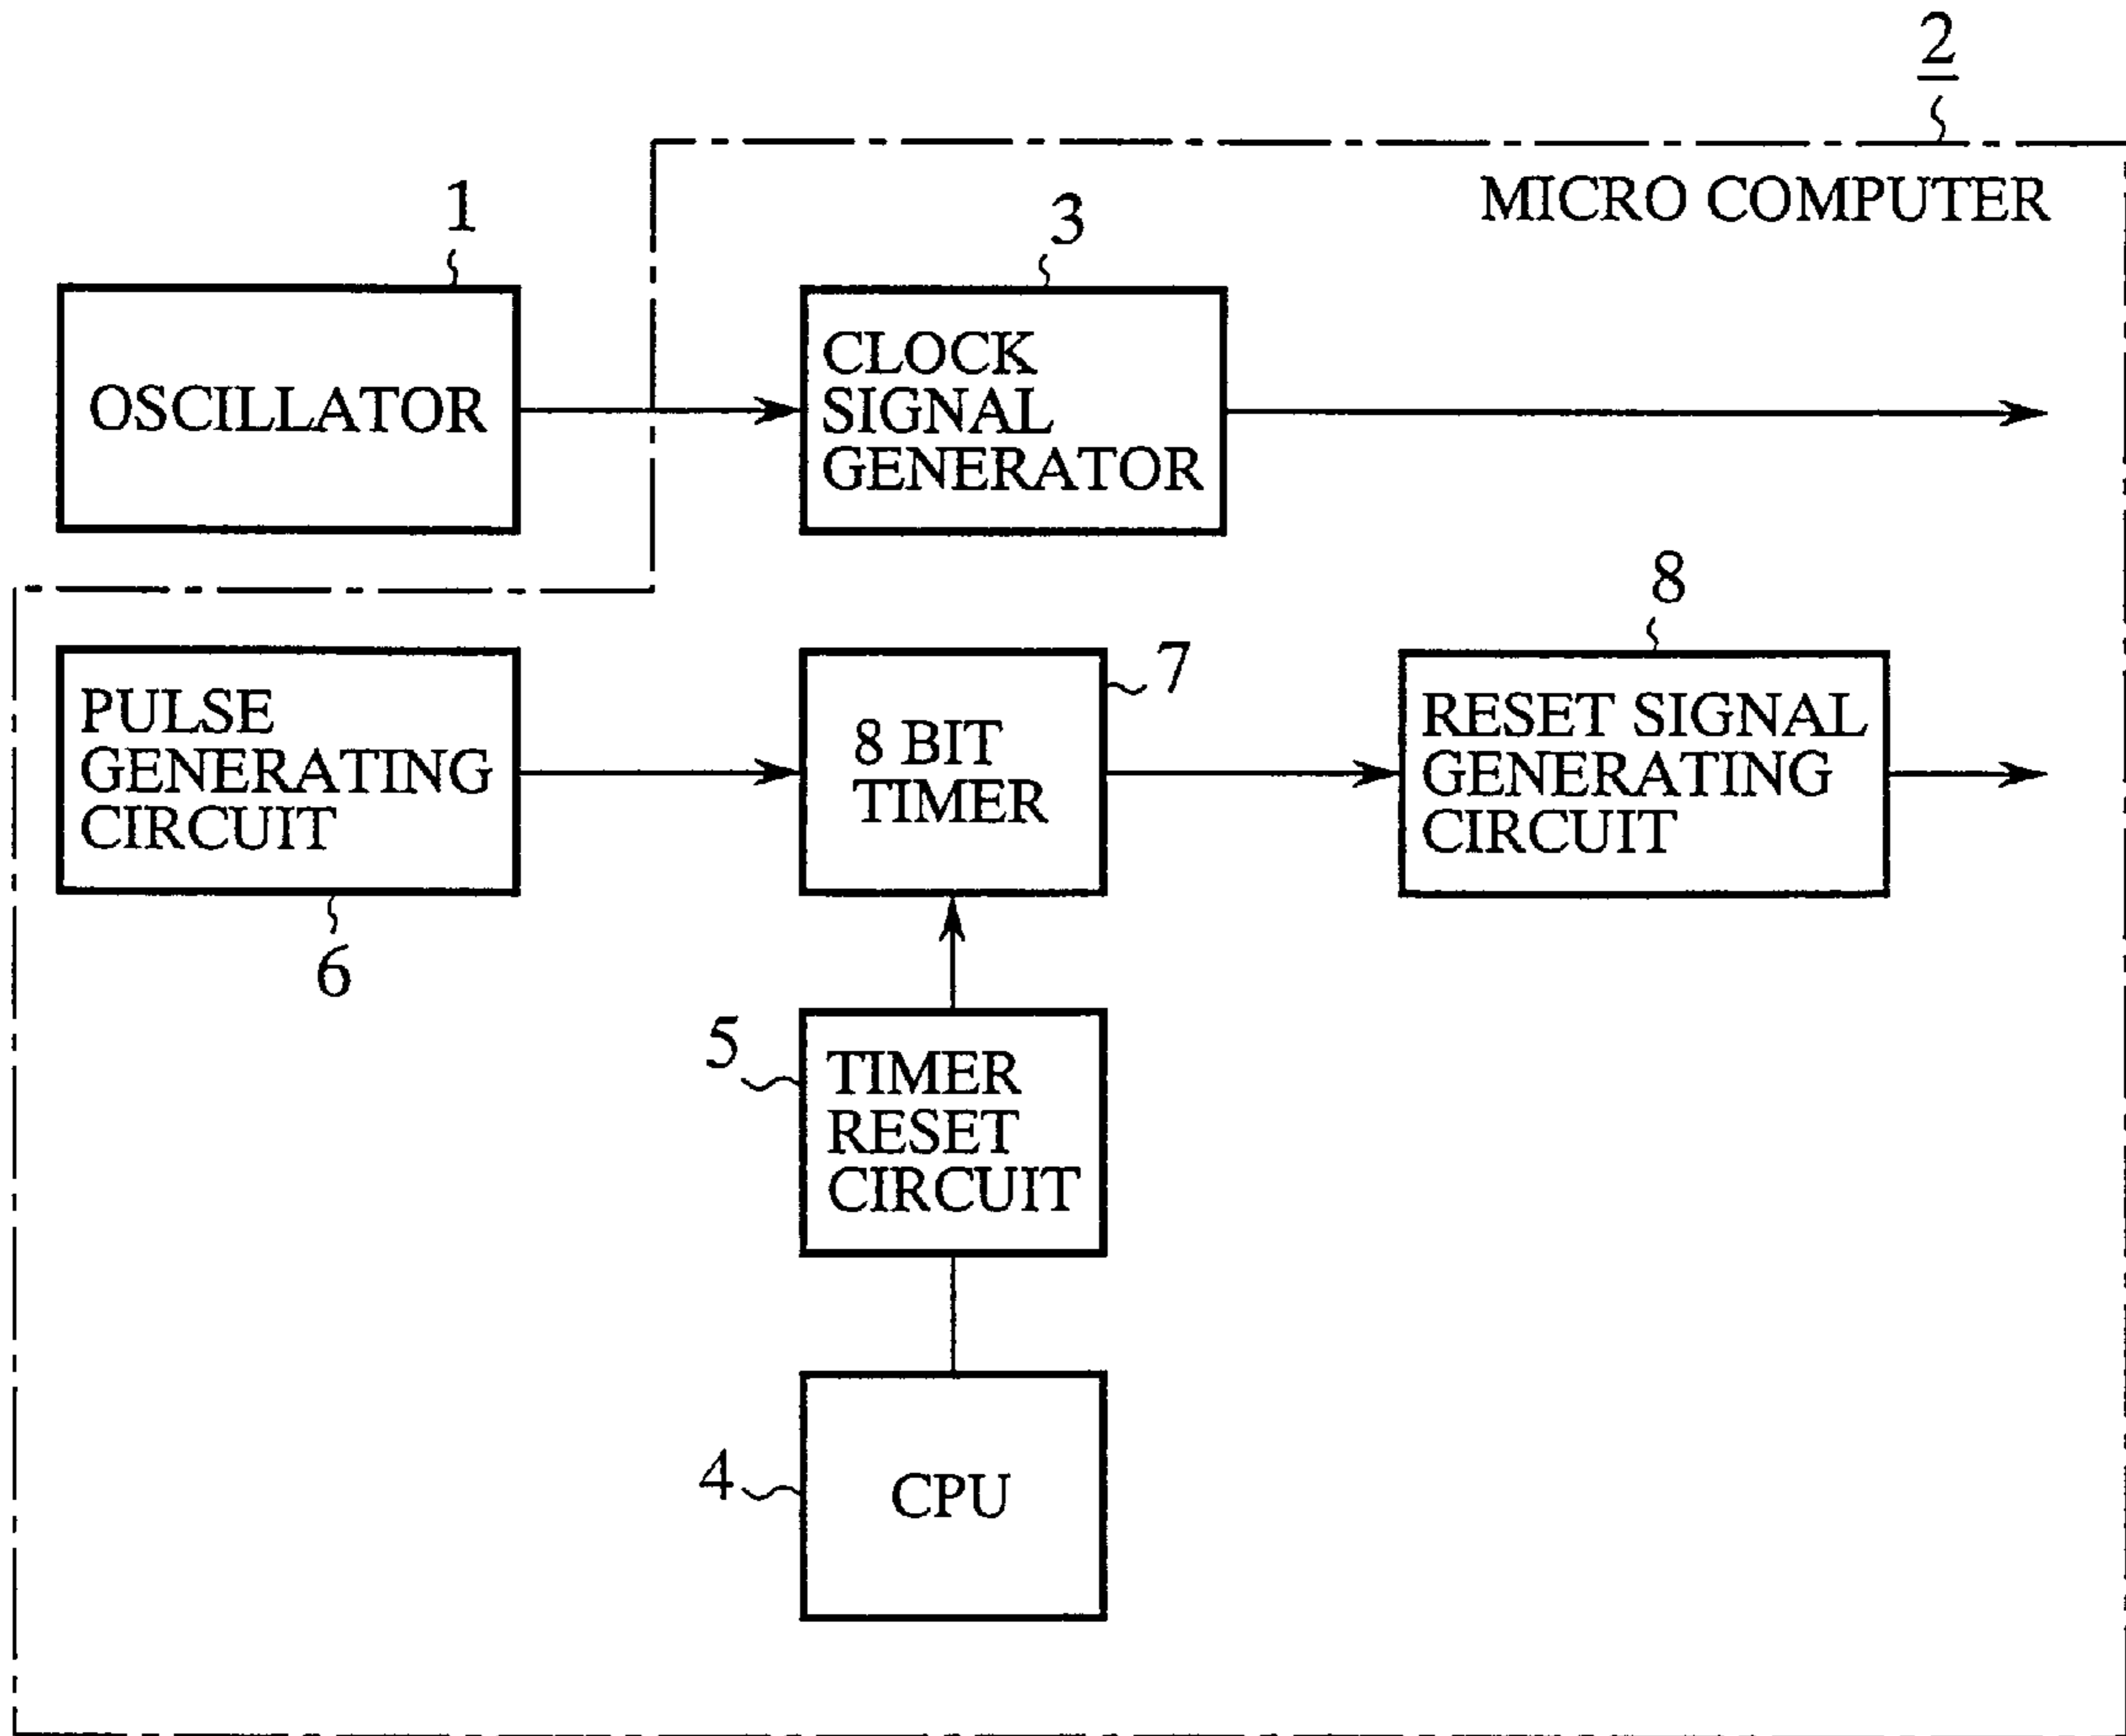 2
MICRO COMPUTER
1
OSCILLATOR
3
CLOCK
SIGNAL
GENERATOR
6
PULSE
GENERATING
CIRCUIT
7
8 BIT
TIMER
8
RESET SIGNAL
GENERATING
CIRCUIT
5
TIMER
RESET
CIRCUIT
4
CPU